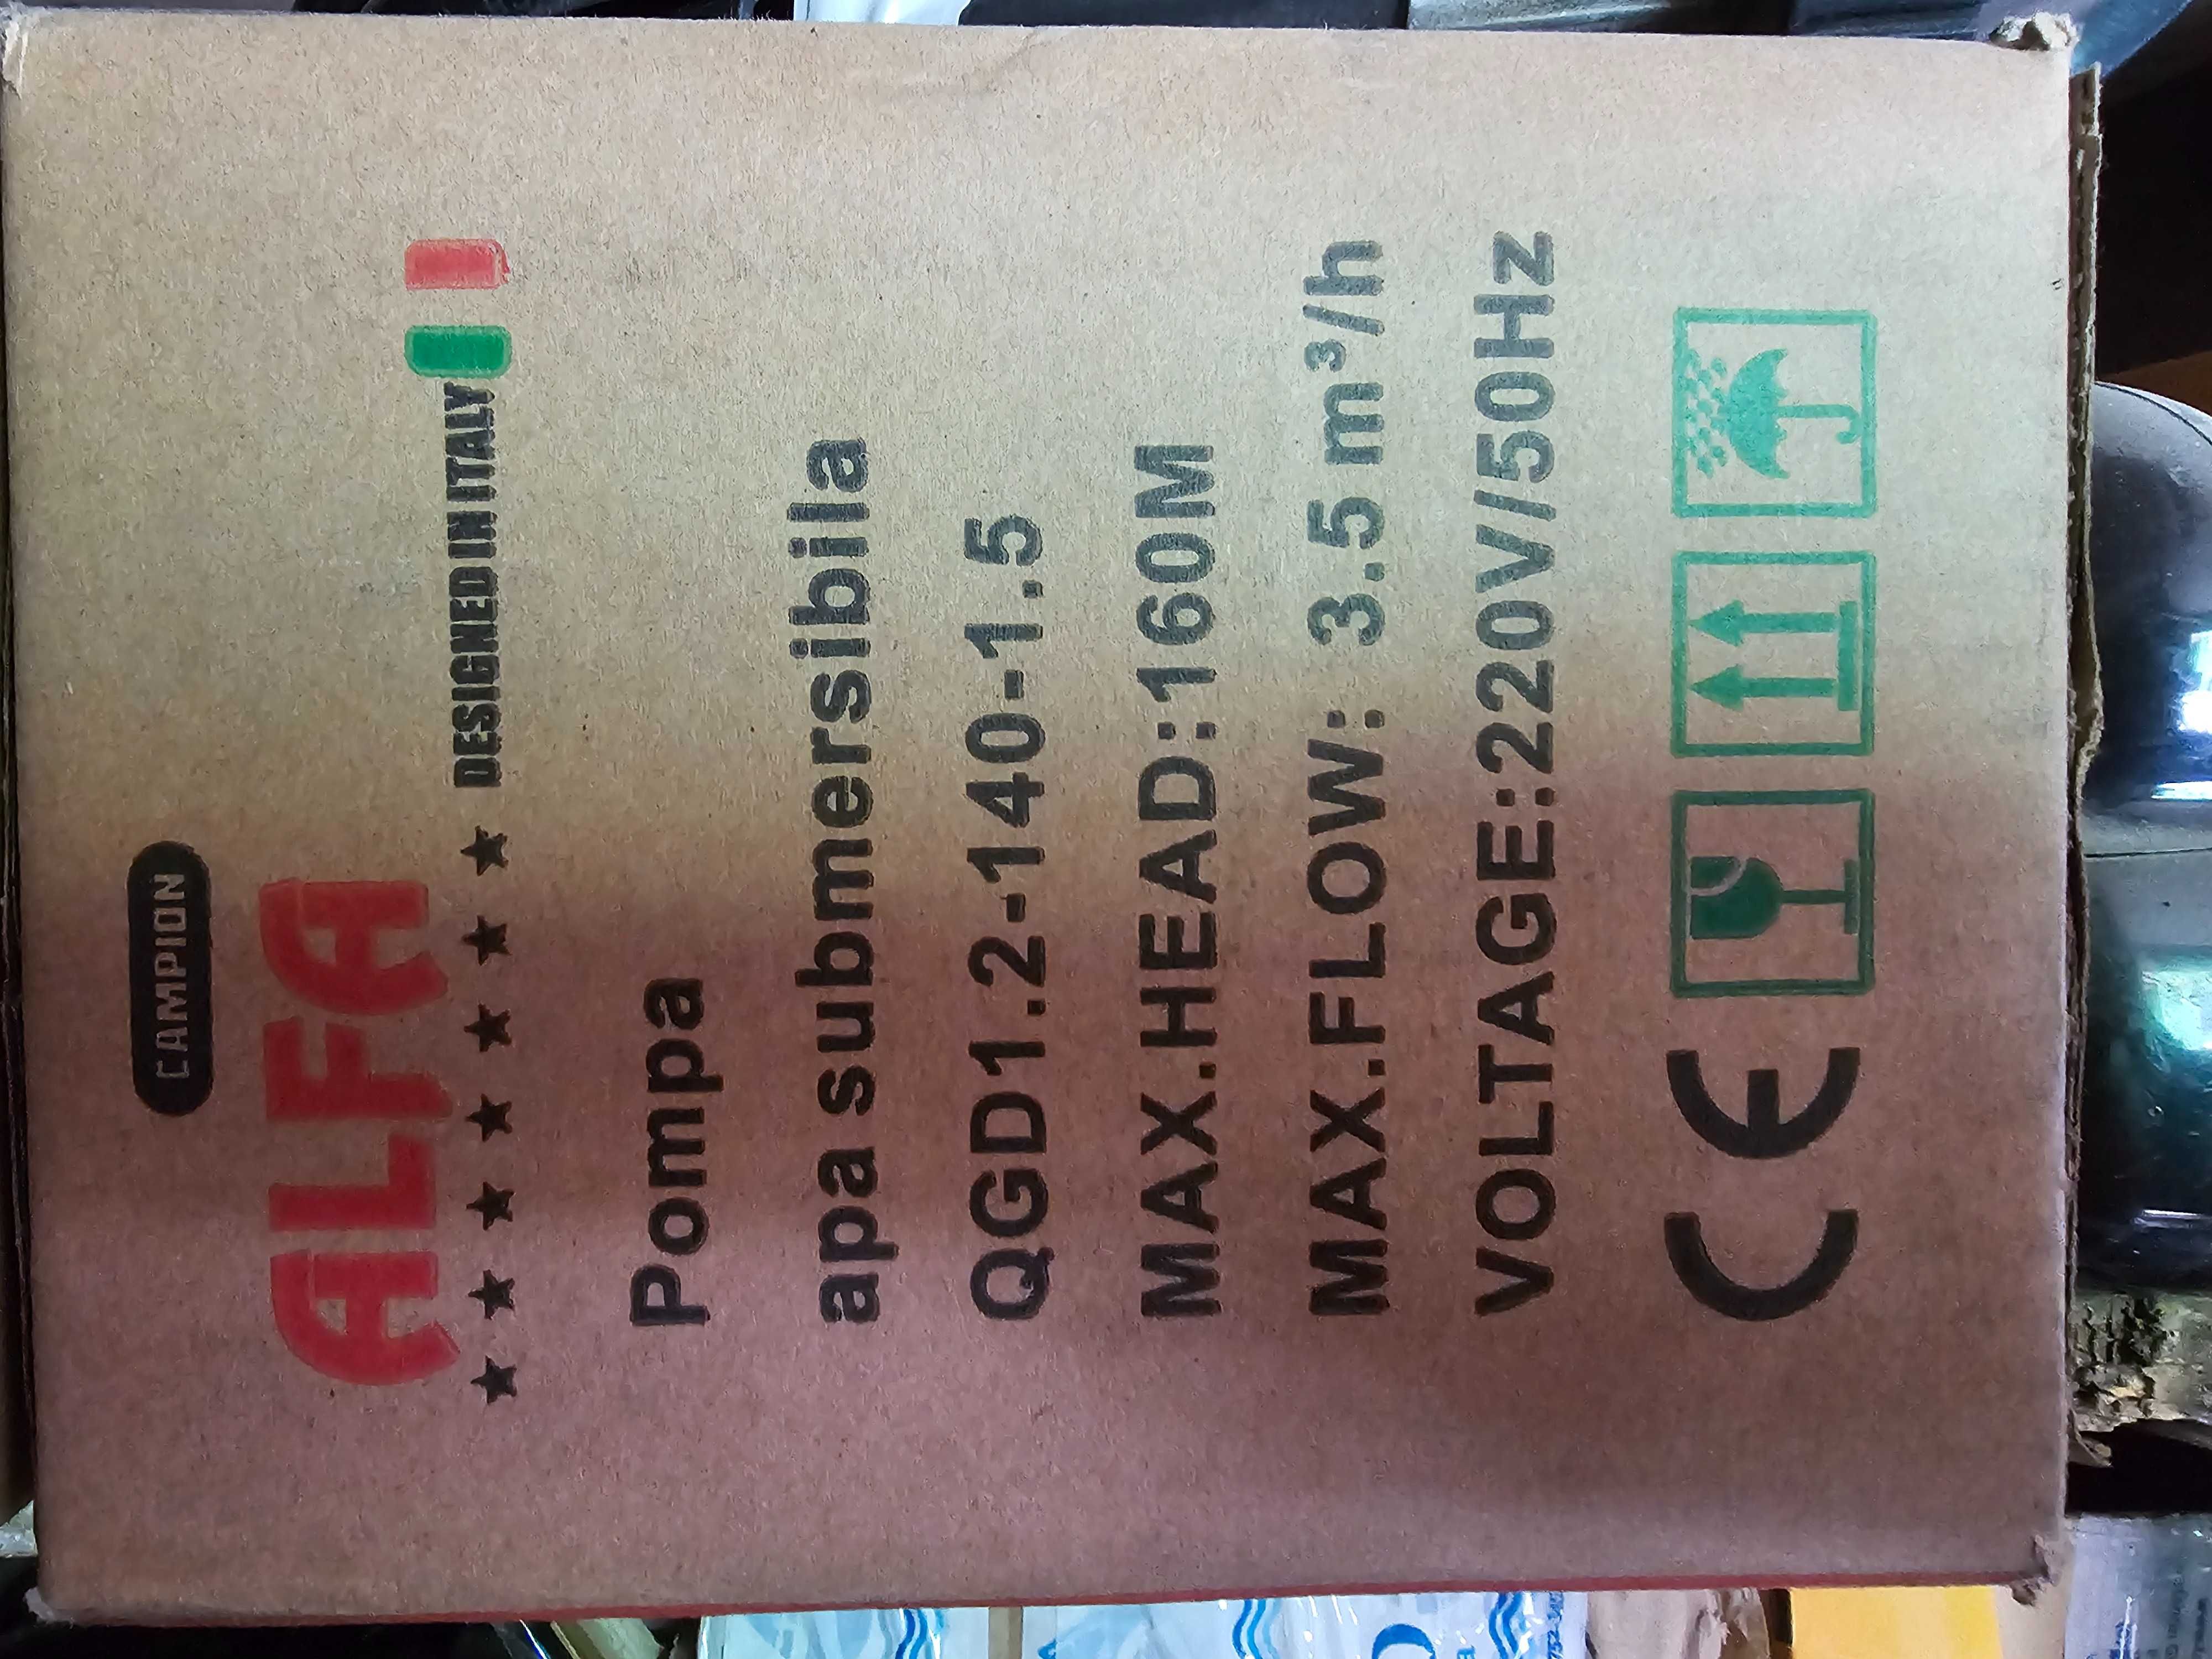 CAMPION
ALFA
DESIGNED IN ITALY
Pompa
apa submersibila
QGD1.2-140-1.5
MAX.HEAD:160M
MAX.FLOW: 3.5 m³/h
VOLTAGE:220V/50Hz
CE